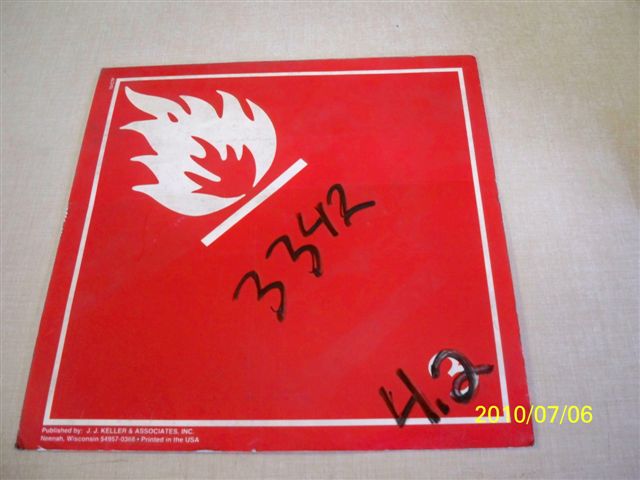 3342
4.2
2010/07/06
Published by: J. J. KELLER & ASSOCIATES, INC.
Neenah, Wisconsin 54957-0368 • Printed in the USA